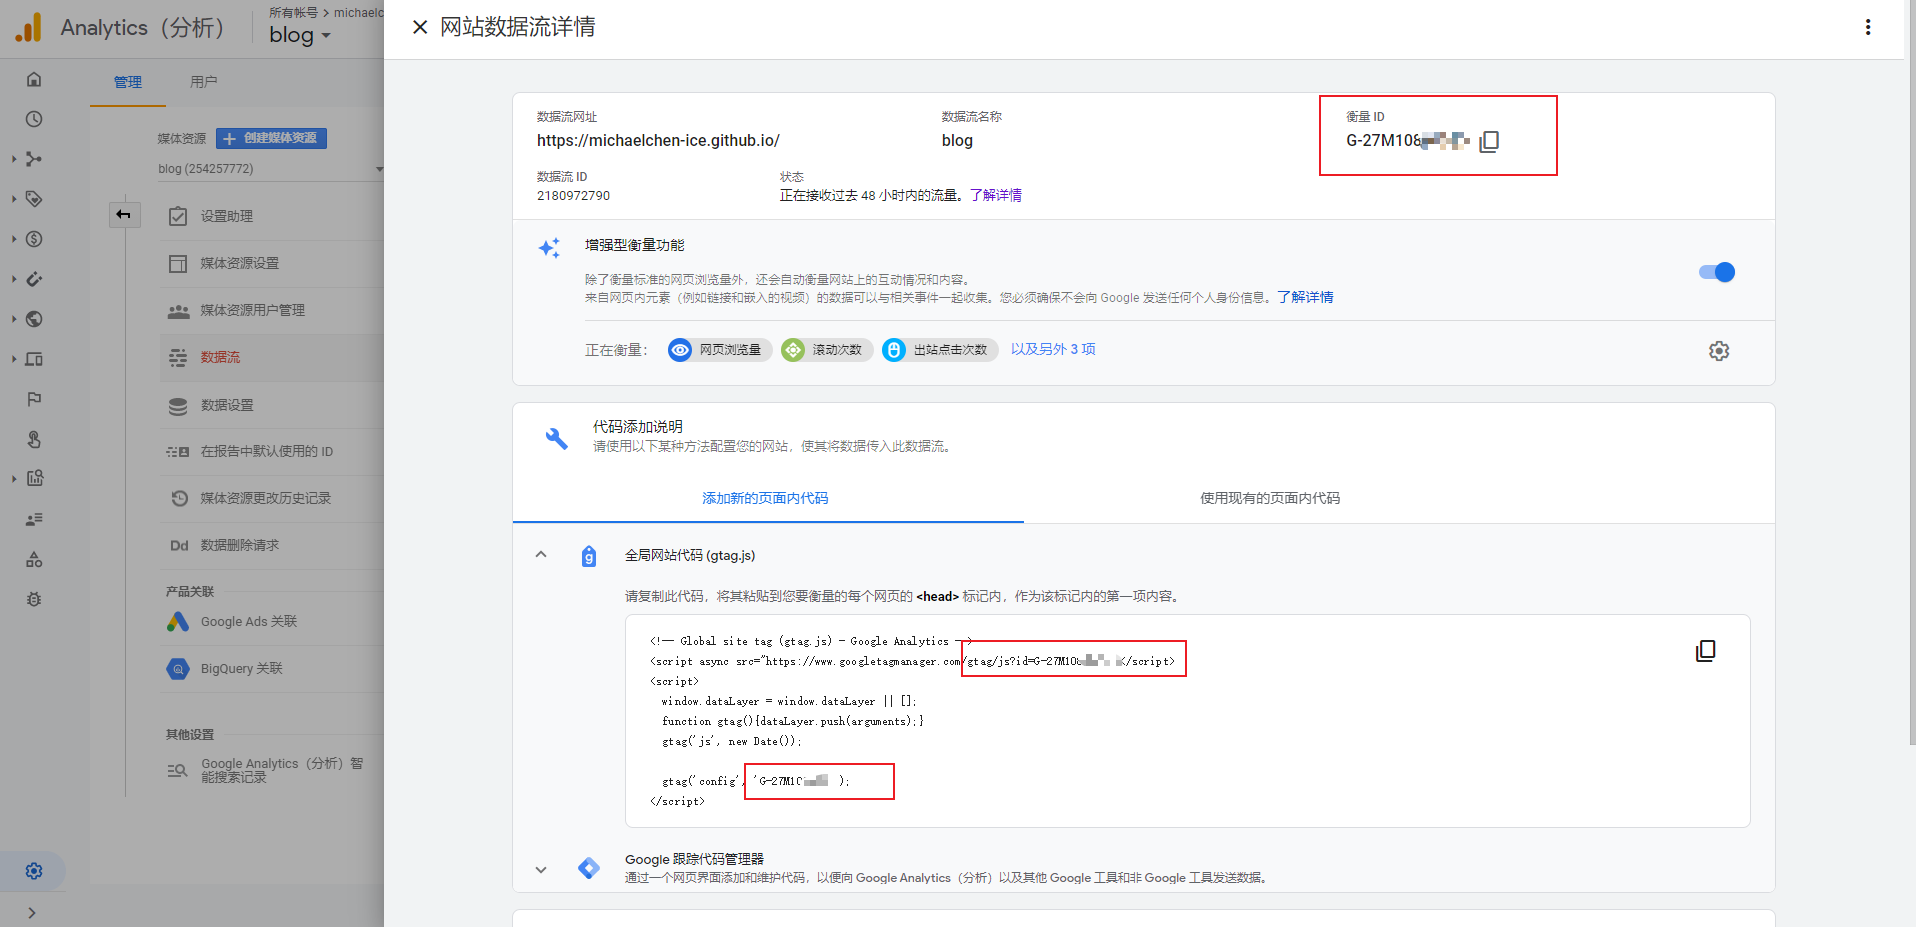 Analytics（分析）
所有帐号 > michaelc
blog
管理
用户
媒体资源
创建媒体资源
blog (254257772)
设置助理
媒体资源设置
媒体资源用户管理
数据流
数据设置
在报告中默认使用的 ID
媒体资源更改历史记录
Dd 数据删除请求
产品关联
Google Ads 关联
BigQuery 关联
其他设置
Google Analytics（分析）智
能搜索记录
网站数据流详情
数据流网址
https://michaelchen-ice.github.io/
数据流名称
blog
衡量 ID
G-27M108
数据流 ID
2180972790
状态
正在接收过去 48 小时内的流量。了解详情
增强型衡量功能
除了衡量标准的网页浏览量外，还会自动衡量网站上的互动情况和内容。
来自网页内元素（例如链接和嵌入的视频）的数据可以与相关事件一起收集。您必须确保不会向 Google 发送任何个人身份信息。了解详情
正在衡量：
网页浏览量
滚动次数
出站点击次数
以及另外 3 项
代码添加说明
请使用以下某种方法配置您的网站，使其将数据传入此数据流。
添加新的页面内代码
使用现有的页面内代码
g
全局网站代码 (gtag.js)
请复制此代码，将其粘贴到您要衡量的每个网页的 <head> 标记内，作为该标记内的第一项内容。
<!-- Global site tag (gtag.js) - Google Analytics -->
<script async src="https://www.googletagmanager.com/gtag/js?id=G-27M108 </script>
<script>
window.dataLayer = window.dataLayer || [];
function gtag(){dataLayer.push(arguments);}
gtag('js', new Date());
gtag('config', 'G-27M10 );
</script>
Google 跟踪代码管理器
通过一个网页界面添加和维护代码，以便向 Google Analytics（分析）以及其他 Google 工具和非 Google 工具发送数据。